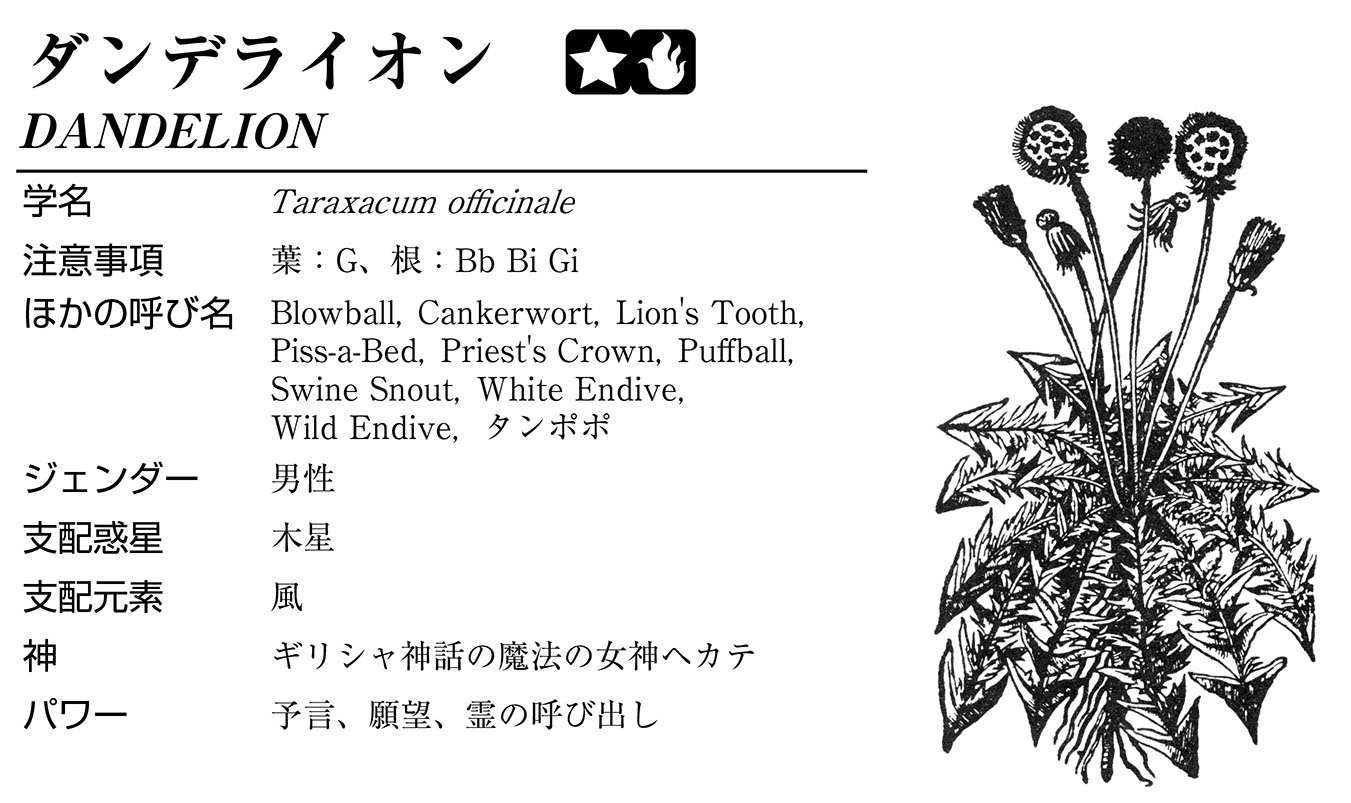 ダンデライオン
DANDELION
学名 Taraxacum officinale
注意事項 葉：G、根：Bb Bi Gi
ほかの呼び名 Blowball, Cankerwort, Lion's Tooth,
Piss-a-Bed, Priest's Crown, Puffball,
Swine Snout, White Endive,
Wild Endive, タンポポ
ジェンダー 男性
支配惑星 木星
支配元素 風
神 ギリシャ神話の魔法の女神ヘカテ
パワー 予言、願望、霊の呼び出し